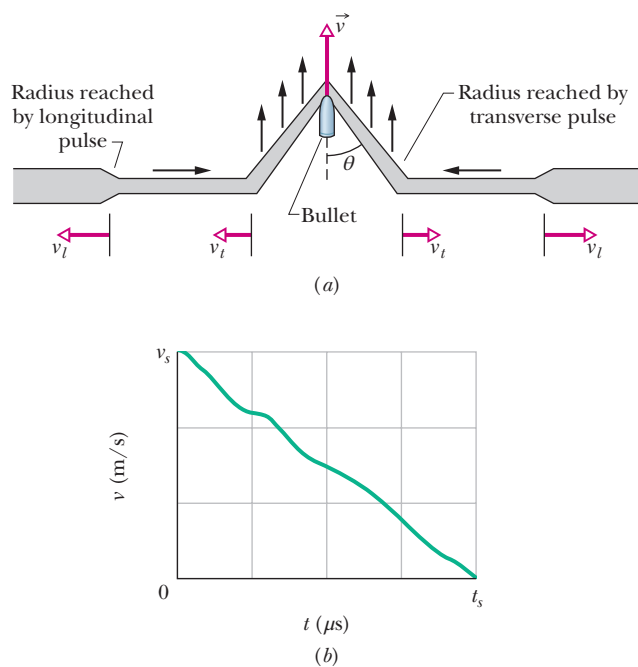 v
Radius reached
by longitudinal
pulse
Radius reached by
transverse pulse
θ
Bullet
v_l
v_t
v_t
v_l
(a)
v_s
v (m/s)
0
t_s
t (μs)
(b)